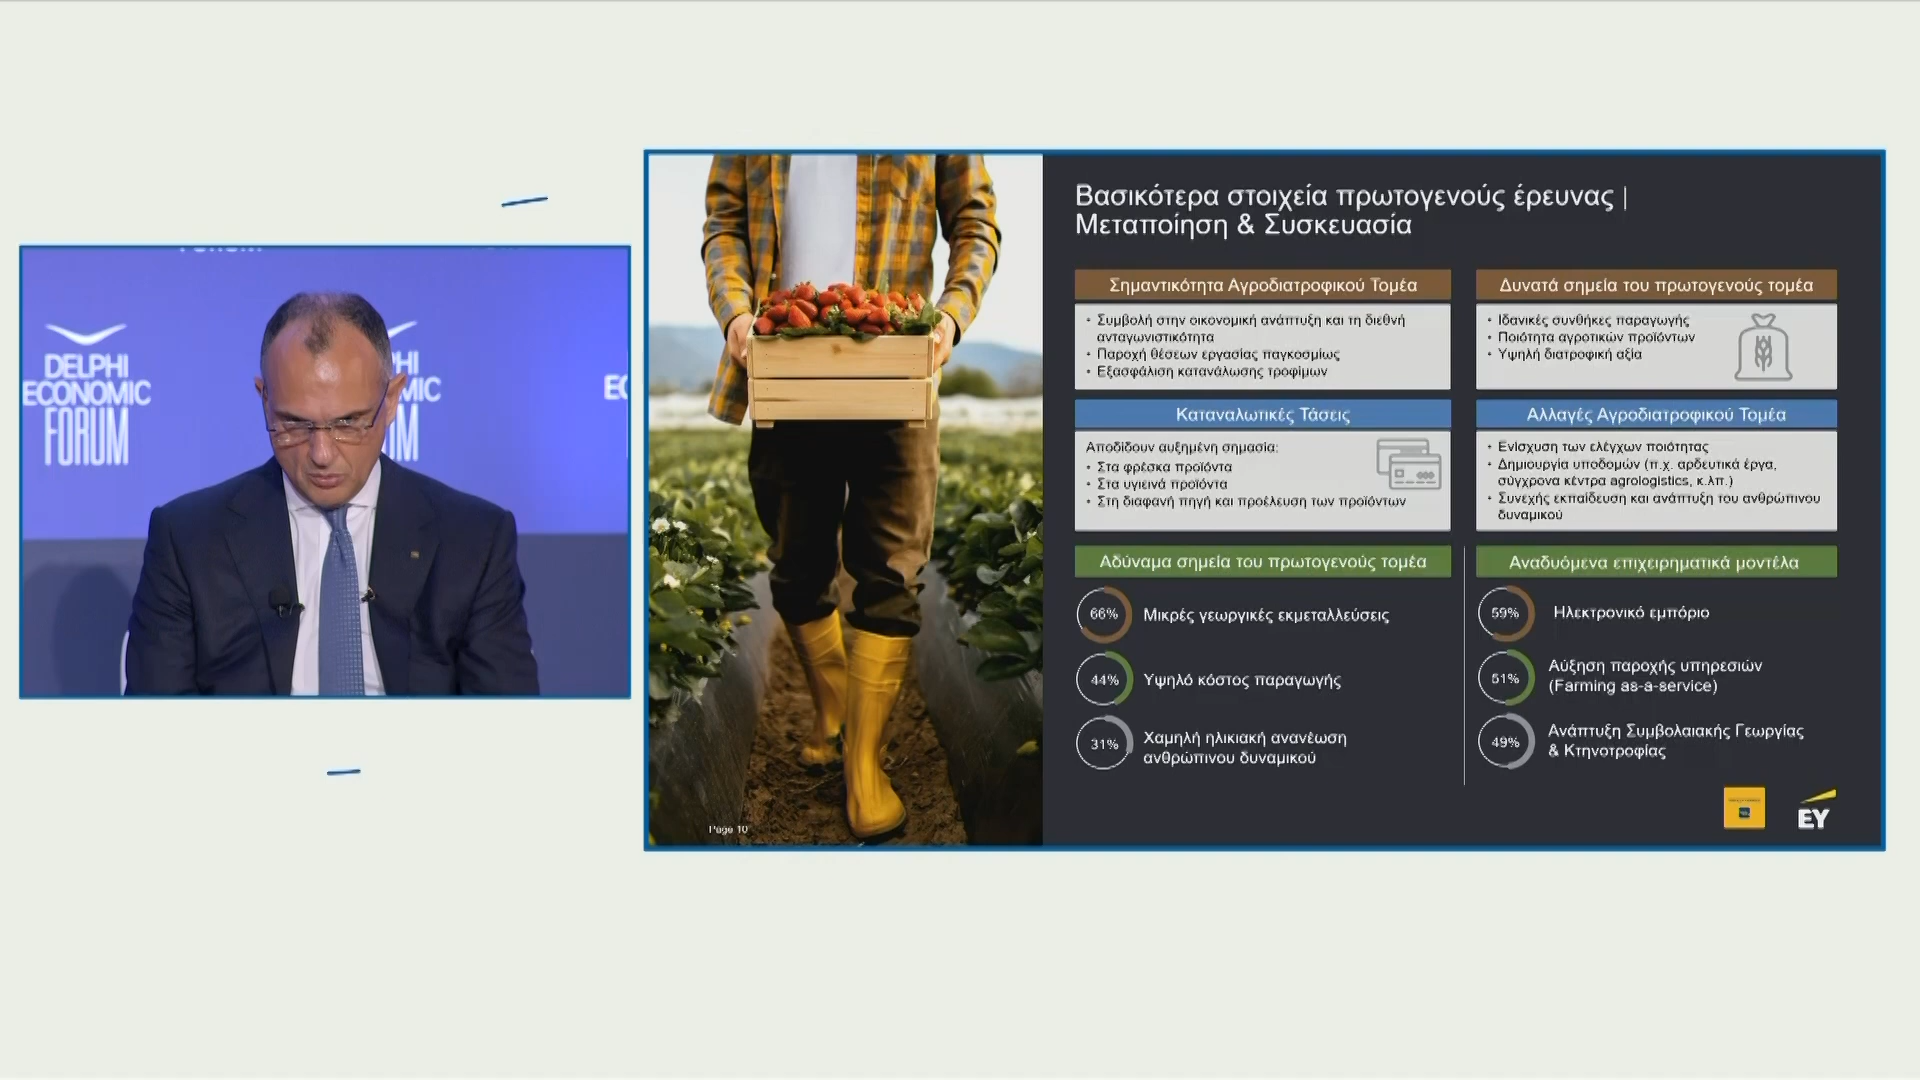 DELPHI
ECONOMIC
FORUM
Βασικότερα στοιχεία πρωτογενούς έρευνας |
Μεταποίηση & Συσκευασία
Σημαντικότητα Αγροδιατροφικού Τομέα
• Συμβολή στην οικονομική ανάπτυξη και τη διεθνή
ανταγωνιστικότητα
• Παροχή θέσεων εργασίας παγκοσμίως
• Εξασφάλιση κατανάλωσης τροφίμων
Δυνατά σημεία του πρωτογενούς τομέα
• Ιδανικές συνθήκες παραγωγής
• Ποιότητα αγροτικών προϊόντων
• Υψηλή διατροφική αξία
Καταναλωτικές Τάσεις
Αποδίδουν αυξημένη σημασία:
• Στα φρέσκα προϊόντα
• Στα υγιεινά προϊόντα
• Στη διαφανή πηγή και προέλευση των προϊόντων
Αλλαγές Αγροδιατροφικού Τομέα
• Ενίσχυση των ελέγχων ποιότητας
• Δημιουργία υποδομών (π.χ. αρδευτικά έργα,
σύγχρονα κέντρα agrologistics, κ.λπ.)
• Συνεχής εκπαίδευση και ανάπτυξη του ανθρώπινου
δυναμικού
Αδύναμα σημεία του πρωτογενούς τομέα
66% Μικρές γεωργικές εκμεταλλεύσεις
44% Υψηλό κόστος παραγωγής
31% Χαμηλή ηλικιακή ανανέωση
ανθρώπινου δυναμικού
Αναδυόμενα επιχειρηματικά μοντέλα
59% Ηλεκτρονικό εμπόριο
51% Αύξηση παροχής υπηρεσιών
(Farming as-a-service)
49% Ανάπτυξη Συμβολαιακής Γεωργίας
& Κτηνοτροφίας
Page 10
EY